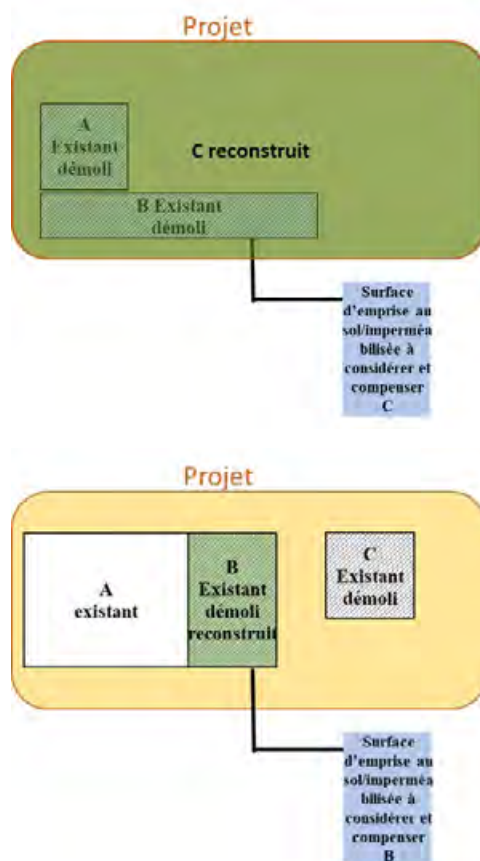 Projet
A
Existant
démoli
C reconstruit
B Existant
démoli
Surface
d'emprise au
sol/imperméa
bilisée à
considérer et
compenser
C
Projet
A
existant
B
Existant
démoli
reconstruit
C
Existant
démoli
Surface
d'emprise au
sol/imperméa
bilisée à
considérer et
compenser
B